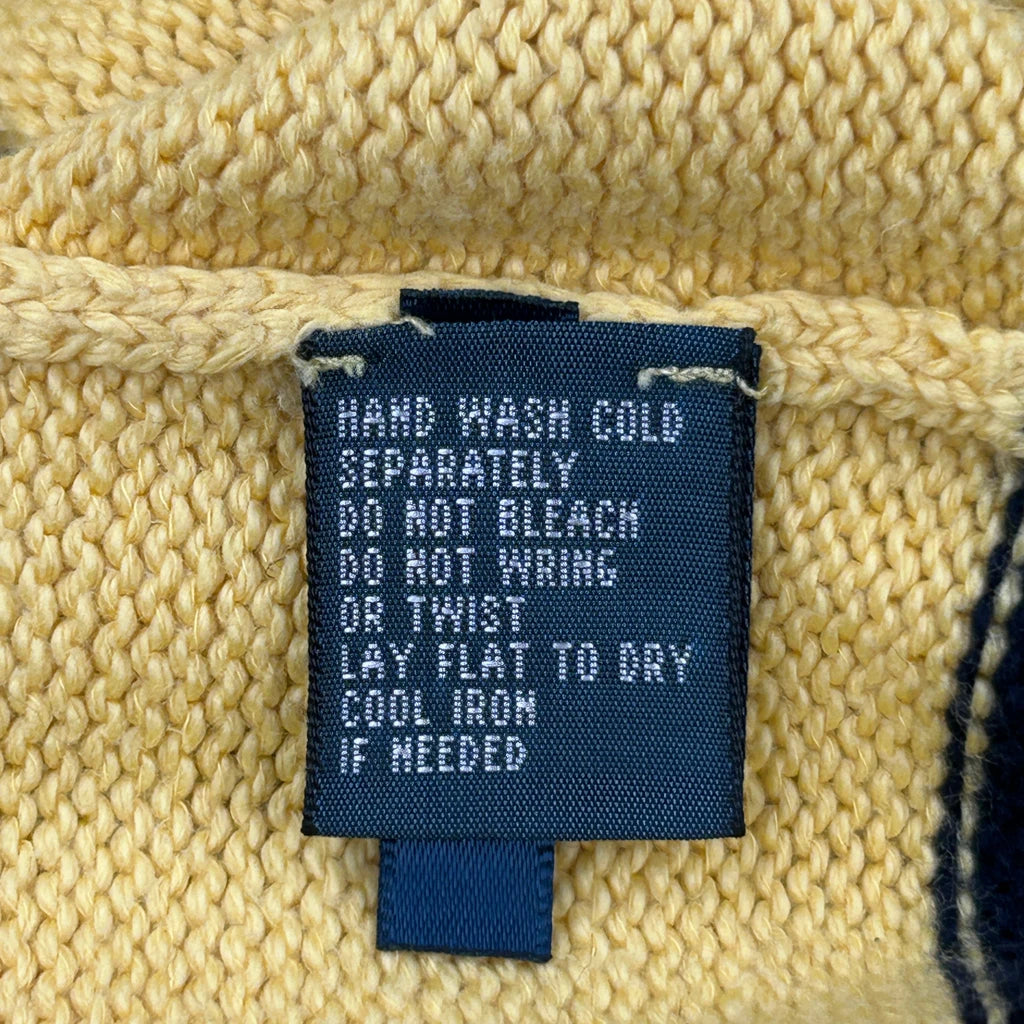 HAND WASH COLD
SEPARATELY
DO NOT BLEACH
DO NOT WRING
OR TWIST
LAY FLAT TO DRY
COOL IRON
IF NEEDED